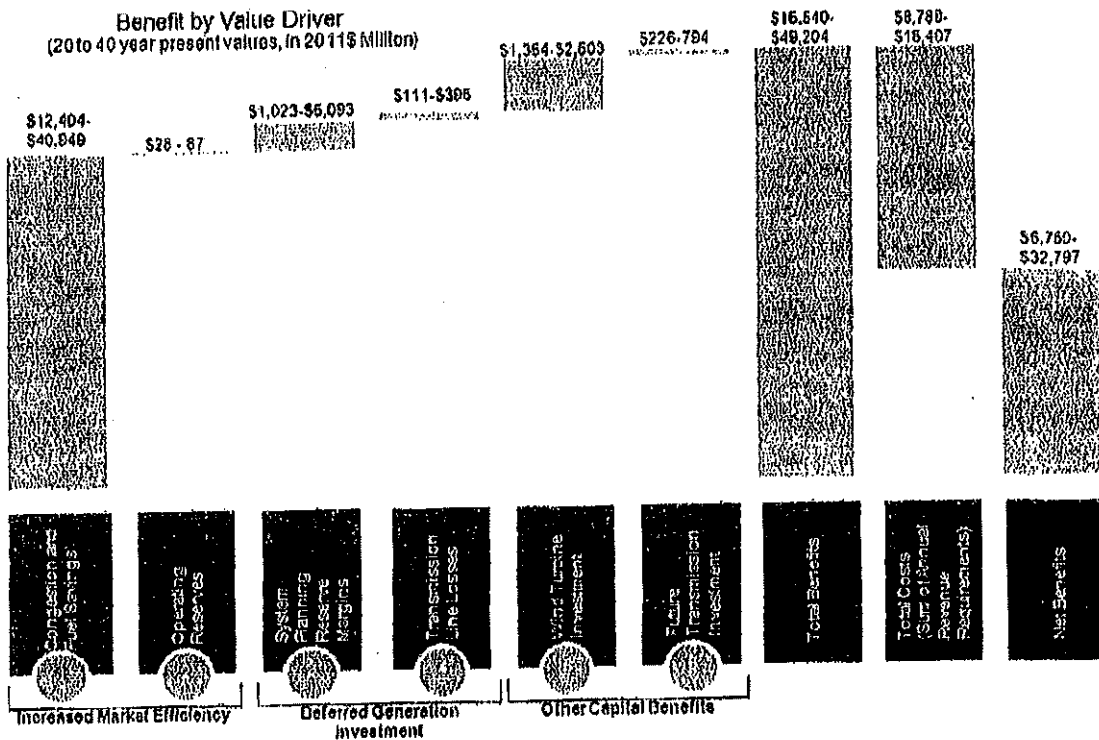 Benefit by Value Driver
(20 to 40 year present values, in 2011$ Million)
$12,404-
$40,949
$28 - 87
$1,023-$5,093
$111-$396
$1,354-$2,503
$226-794
$15,540-
$49,204
$8,780-
$16,407
$6,760-
$32,797
Congestion and
Fuel Savings
Operating
Reserves
System
Planning
Reserve
Margins
Transmission
Line Losses
Wind Turbine
Investment
Future
Transmission
Investment
Total Benefits
Total Costs
(Sum of Annual
Revenue
Requirements)
Net Benefits
Increased Market Efficiency
Deferred Generation
Investment
Other Capital Benefits